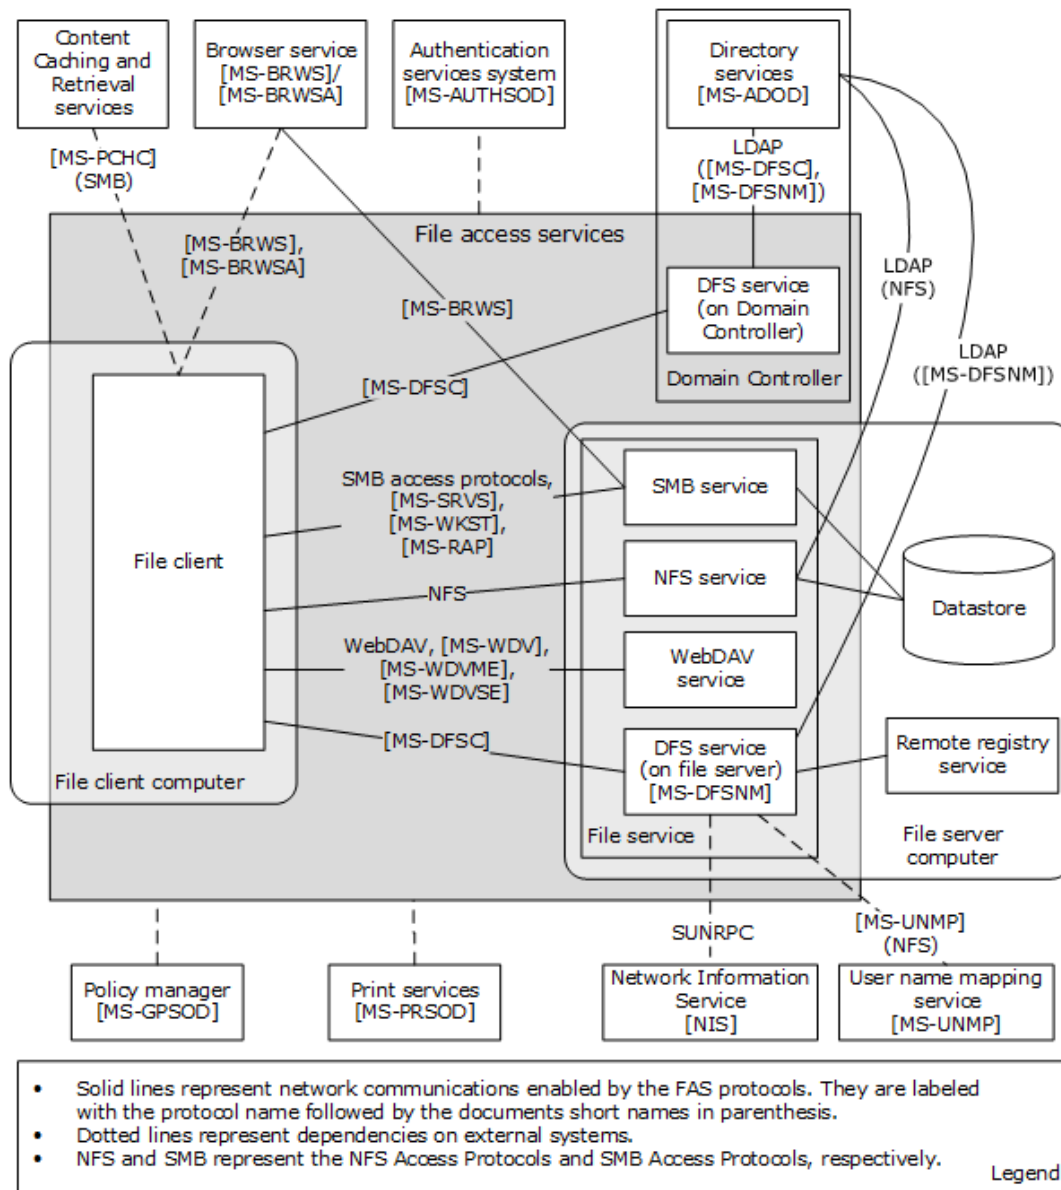 Content
Caching and
Retrieval
services
Browser service
[MS-BRWS]/
[MS-BRWSA]
Authentication
services system
[MS-AUTHSOD]
Directory
services
[MS-ADOD]
[MS-PCHC]
(SMB)
LDAP
([MS-DFSC],
[MS-DFSNM])
File access services
[MS-BRWS],
[MS-BRWSA]
[MS-BRWS]
DFS service
(on Domain
Controller)
LDAP
(NFS)
LDAP
([MS-DFSNM])
Domain Controller
[MS-DFSC]
SMB access protocols,
[MS-SRVS],
[MS-WKST],
[MS-RAP]
SMB service
File client
NFS
NFS service
Datastore
WebDAV, [MS-WDV],
[MS-WDVME],
[MS-WDVSE]
WebDAV
service
[MS-DFSC]
DFS service
(on file server)
[MS-DFSNM]
Remote registry
service
File client computer
File service
File server
computer
SUNRPC
[MS-UNMP]
(NFS)
Policy manager
[MS-GPSOD]
Print services
[MS-PRSOD]
Network Information
Service
[NIS]
User name mapping
service
[MS-UNMP]
• Solid lines represent network communications enabled by the FAS protocols. They are labeled
with the protocol name followed by the documents short names in parenthesis.
• Dotted lines represent dependencies on external systems.
• NFS and SMB represent the NFS Access Protocols and SMB Access Protocols, respectively.
Legend